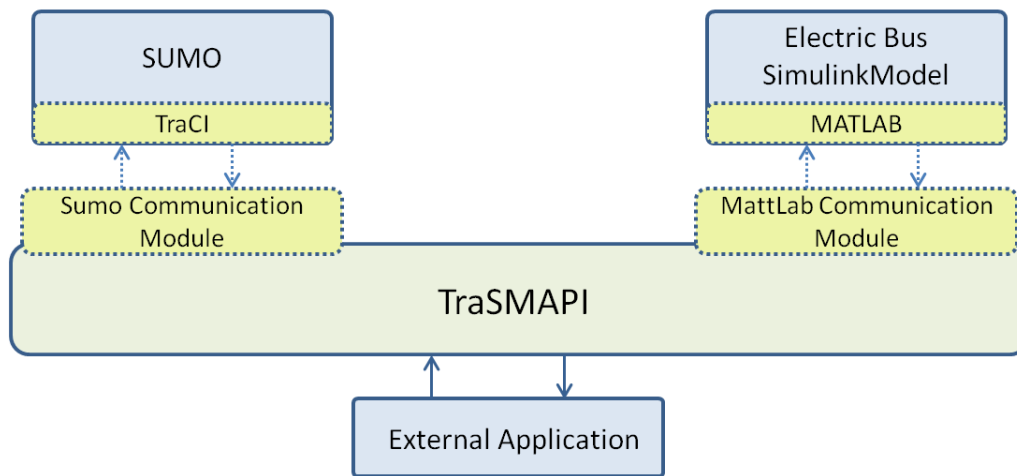 SUMO
TraCI
Electric Bus
SimulinkModel
MATLAB
Sumo Communication
Module
MattLab Communication
Module
TraSMAPI
External Application